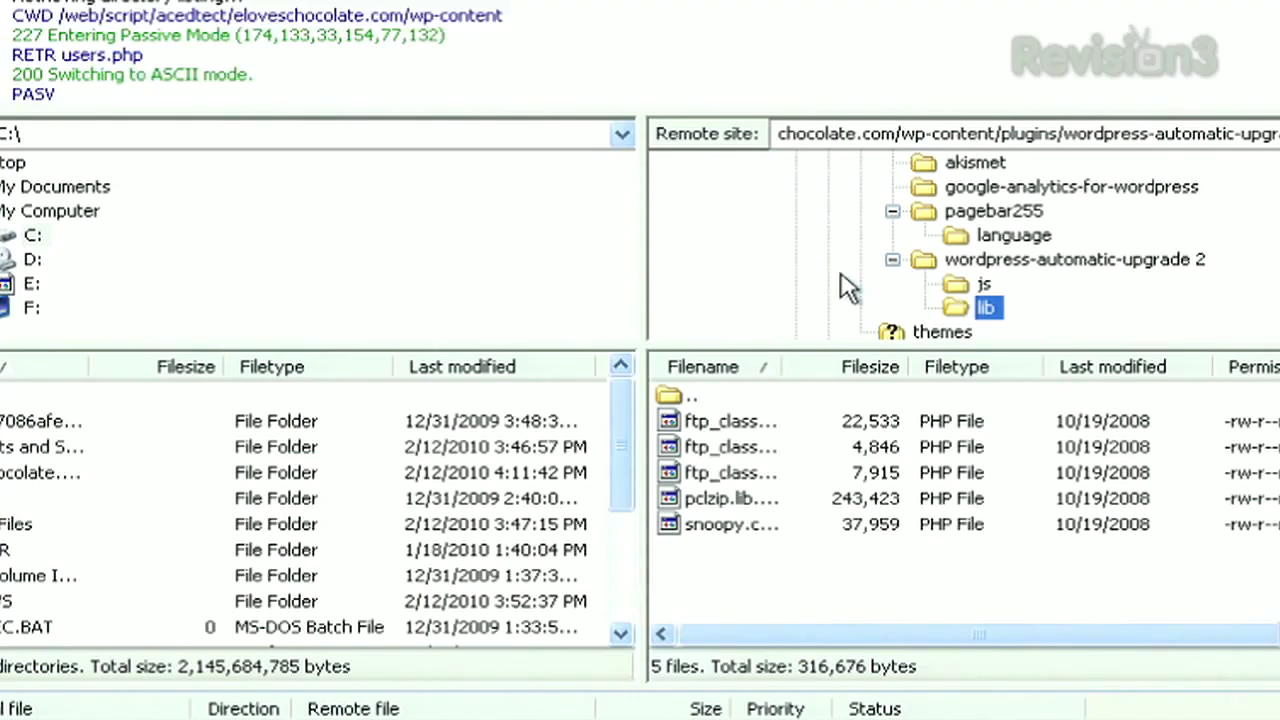 CWD /web/script/acedtect/eloveschocolate.com/wp-content
227 Entering Passive Mode (174,133,33,154,77,132)
RETR users.php
200 Switching to ASCII mode.
PASV
Revision3
C:\
Remote site: chocolate.com/wp-content/plugins/wordpress-automatic-upgr
top
My Documents
My Computer
C:
D:
E:
F:
akismet
google-analytics-for-wordpress
pagebar255
language
wordpress-automatic-upgrade 2
js
lib
themes
/ Filesize Filetype Last modified
7086afe... File Folder 12/31/2009 3:48:3...
ts and S... File Folder 2/12/2010 3:46:57 PM
ocolate.... File Folder 2/12/2010 4:11:42 PM
File Folder 12/31/2009 2:40:0...
Files File Folder 2/12/2010 3:47:15 PM
R File Folder 1/18/2010 1:40:04 PM
olume I... File Folder 12/31/2009 1:37:3...
/S File Folder 2/12/2010 3:52:37 PM
C.BAT 0 MS-DOS Batch File 12/31/2009 1:33:5...
directories. Total size: 2,145,684,785 bytes
Filename / Filesize Filetype Last modified Permis
..
ftp_class... 22,533 PHP File 10/19/2008 -rw-r--
ftp_class... 4,846 PHP File 10/19/2008 -rw-r--
ftp_class... 7,915 PHP File 10/19/2008 -rw-r--
pclzip.lib.... 243,423 PHP File 10/19/2008 -rw-r--
snoopy.c... 37,959 PHP File 10/19/2008 -rw-r--
5 files. Total size: 316,676 bytes
l file Direction Remote file Size Priority Status